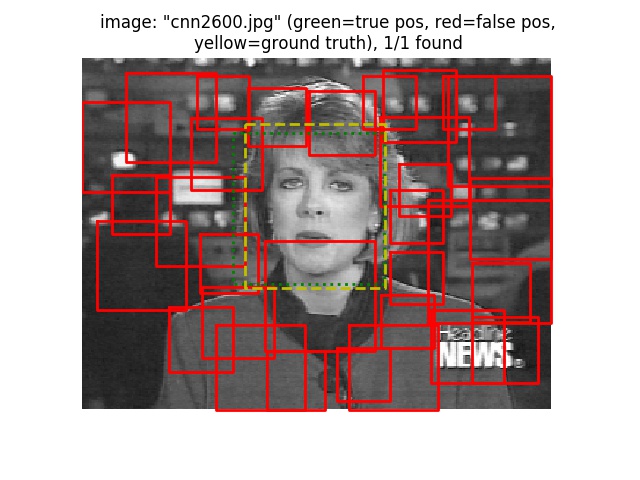 image: "cnn2600.jpg" (green=true pos, red=false pos,
yellow=ground truth), 1/1 found
Headline
NEWS.